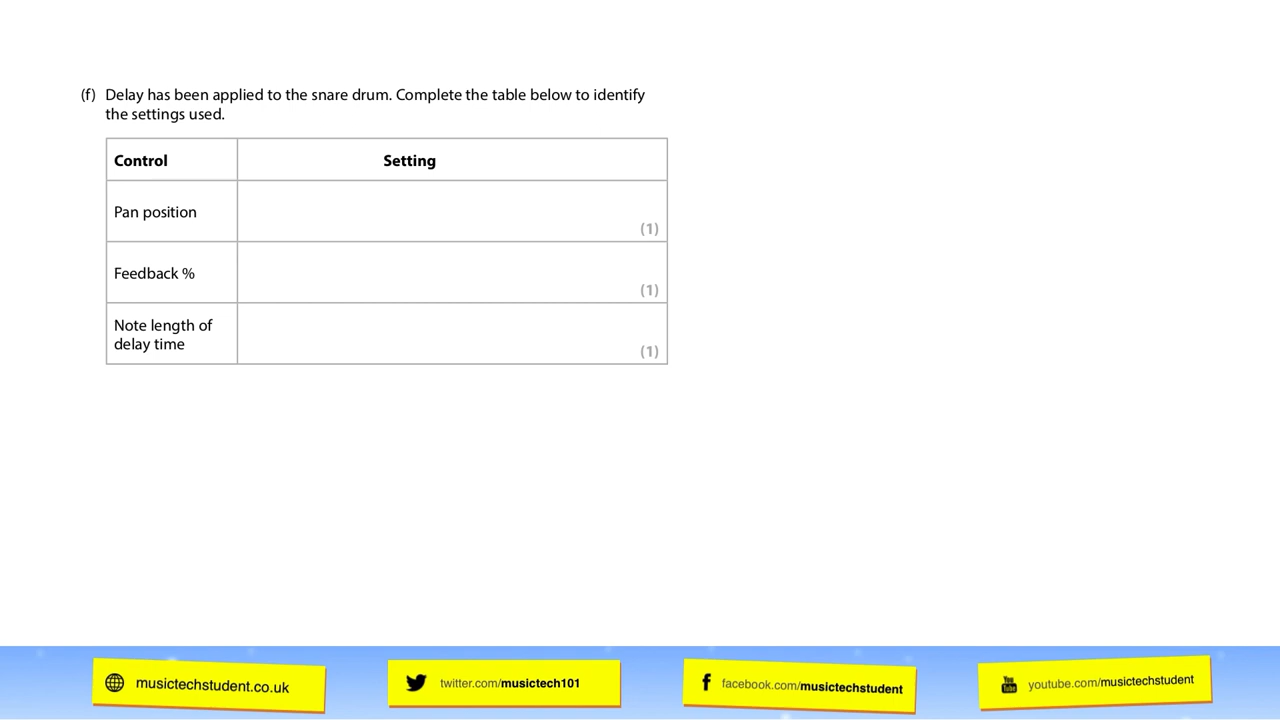 (f) Delay has been applied to the snare drum. Complete the table below to identify
the settings used.
Control Setting
Pan position
(1)
Feedback %
(1)
Note length of
delay time
(1)
musictechstudent.co.uk
twitter.com/musictech101
facebook.com/musictechstudent
You
Tube
youtube.com/musictechstudent